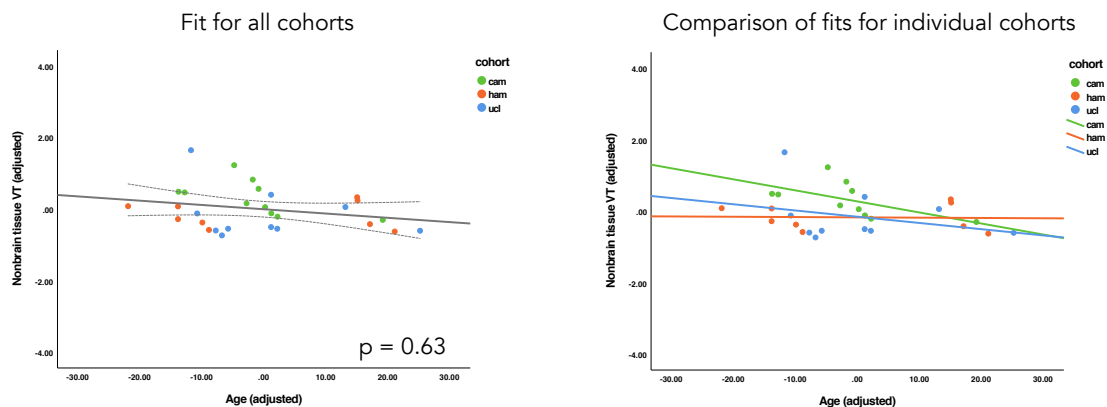 Fit for all cohorts
4.00
2.00
.00
-2.00
-4.00
Nonbrain tissue VT (adjusted)
-30.00 -20.00 -10.00 .00 10.00 20.00 30.00
Age (adjusted)
p = 0.63
cohort
cam
ham
ucl
Comparison of fits for individual cohorts
4.00
2.00
.00
-2.00
-4.00
Nonbrain tissue VT (adjusted)
-30.00 -20.00 -10.00 .00 10.00 20.00 30.00
Age (adjusted)
cohort
cam
ham
ucl
cam
ham
ucl